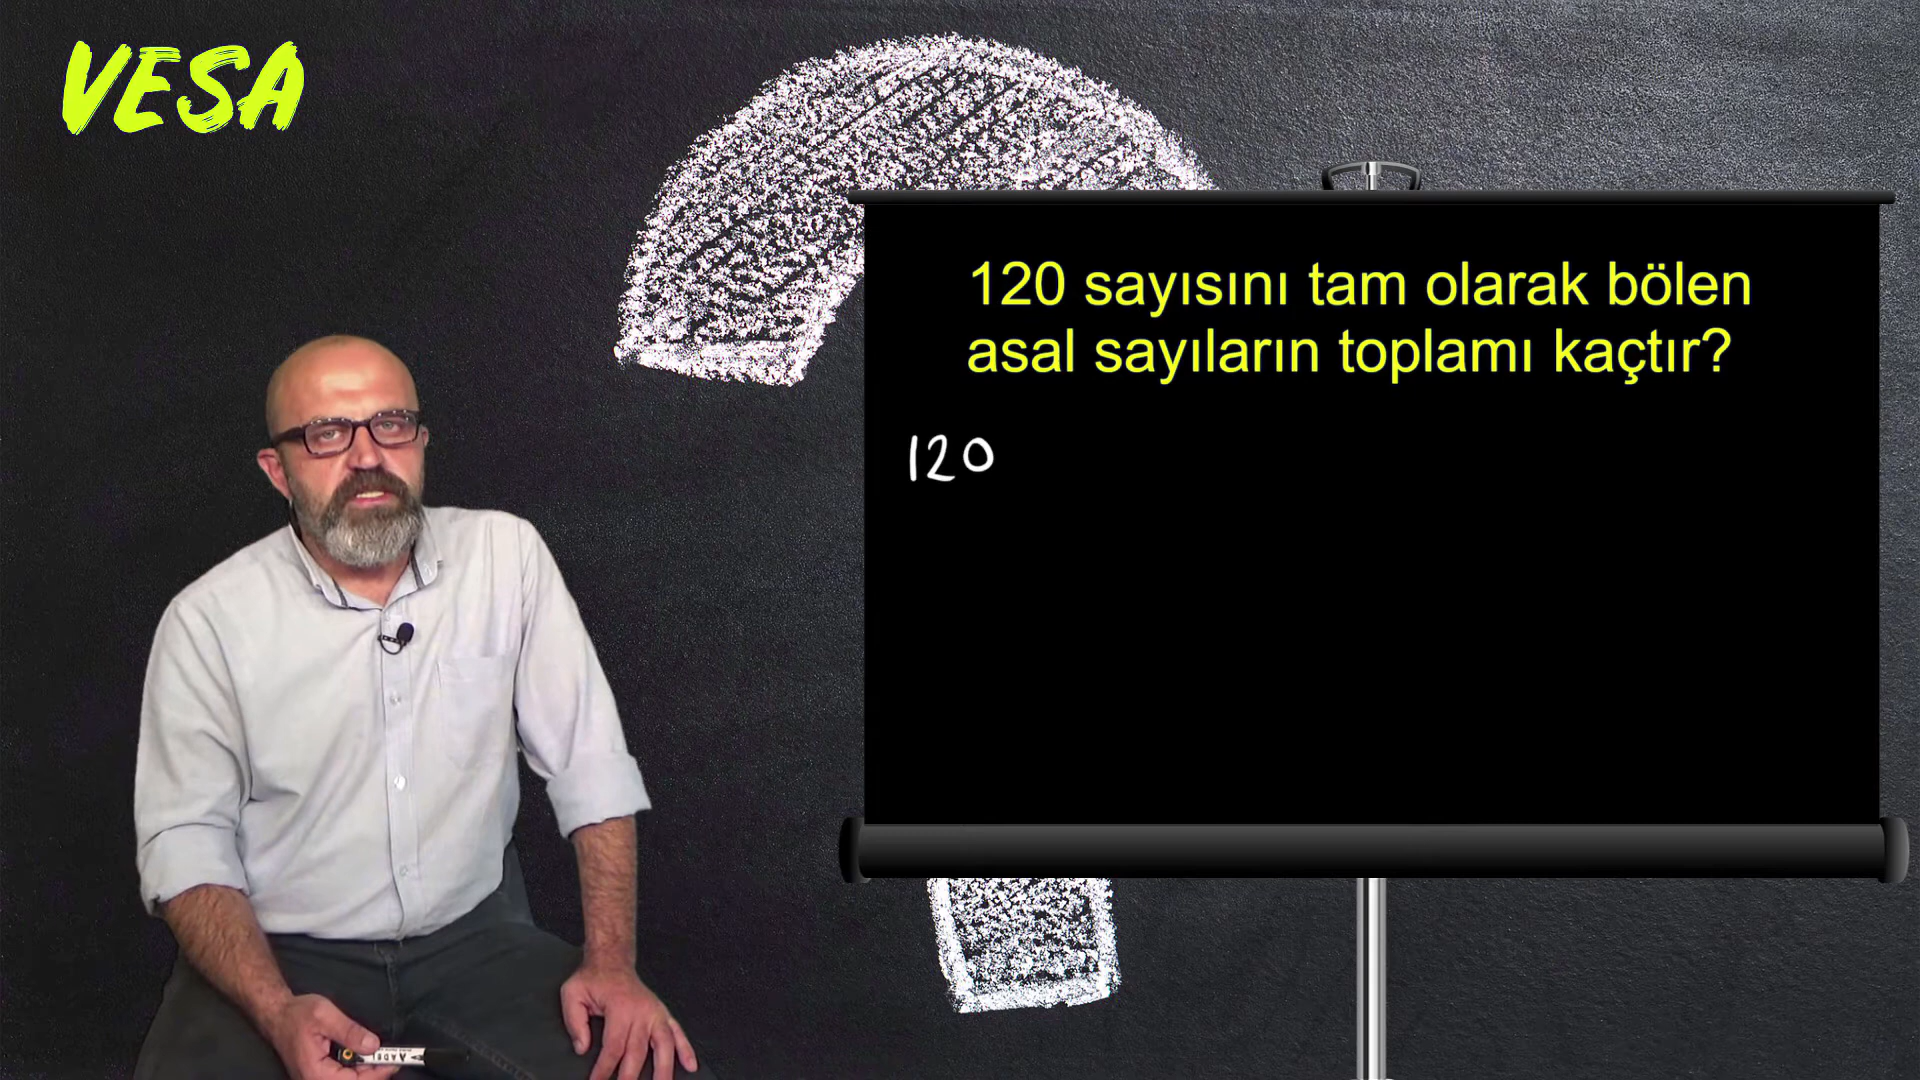 VESA
120 sayısını tam olarak bölen
asal sayıların toplamı kaçtır?
120